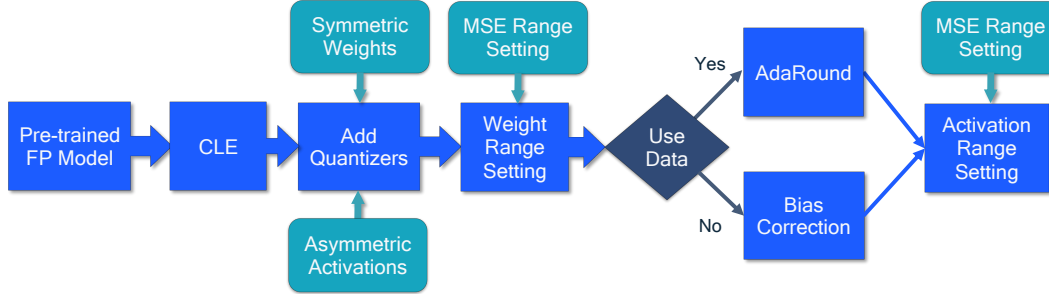 Pre-trained
FP Model
CLE
Symmetric
Weights
Add
Quantizers
Asymmetric
Activations
MSE Range
Setting
Weight
Range
Setting
Use
Data
Yes
No
AdaRound
Bias
Correction
MSE Range
Setting
Activation
Range
Setting